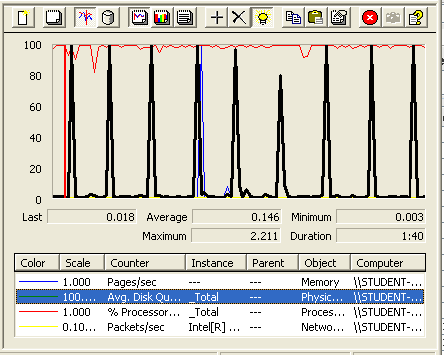 100
80
60
40
20
0
Last 0.018 Average 0.146 Minimum 0.003
Maximum 2.211 Duration 1:40
Color Scale Counter Instance Parent Object Computer
1.000 Pages/sec --- --- Memory \\STUDENT-...
100.... Avg. Disk Qu... _Total --- Physic... \\STUDENT-...
1.000 % Processor... _Total --- Proces... \\STUDENT-...
0.10... Packets/sec Intel[R] ... --- Netwo... \\STUDENT-...